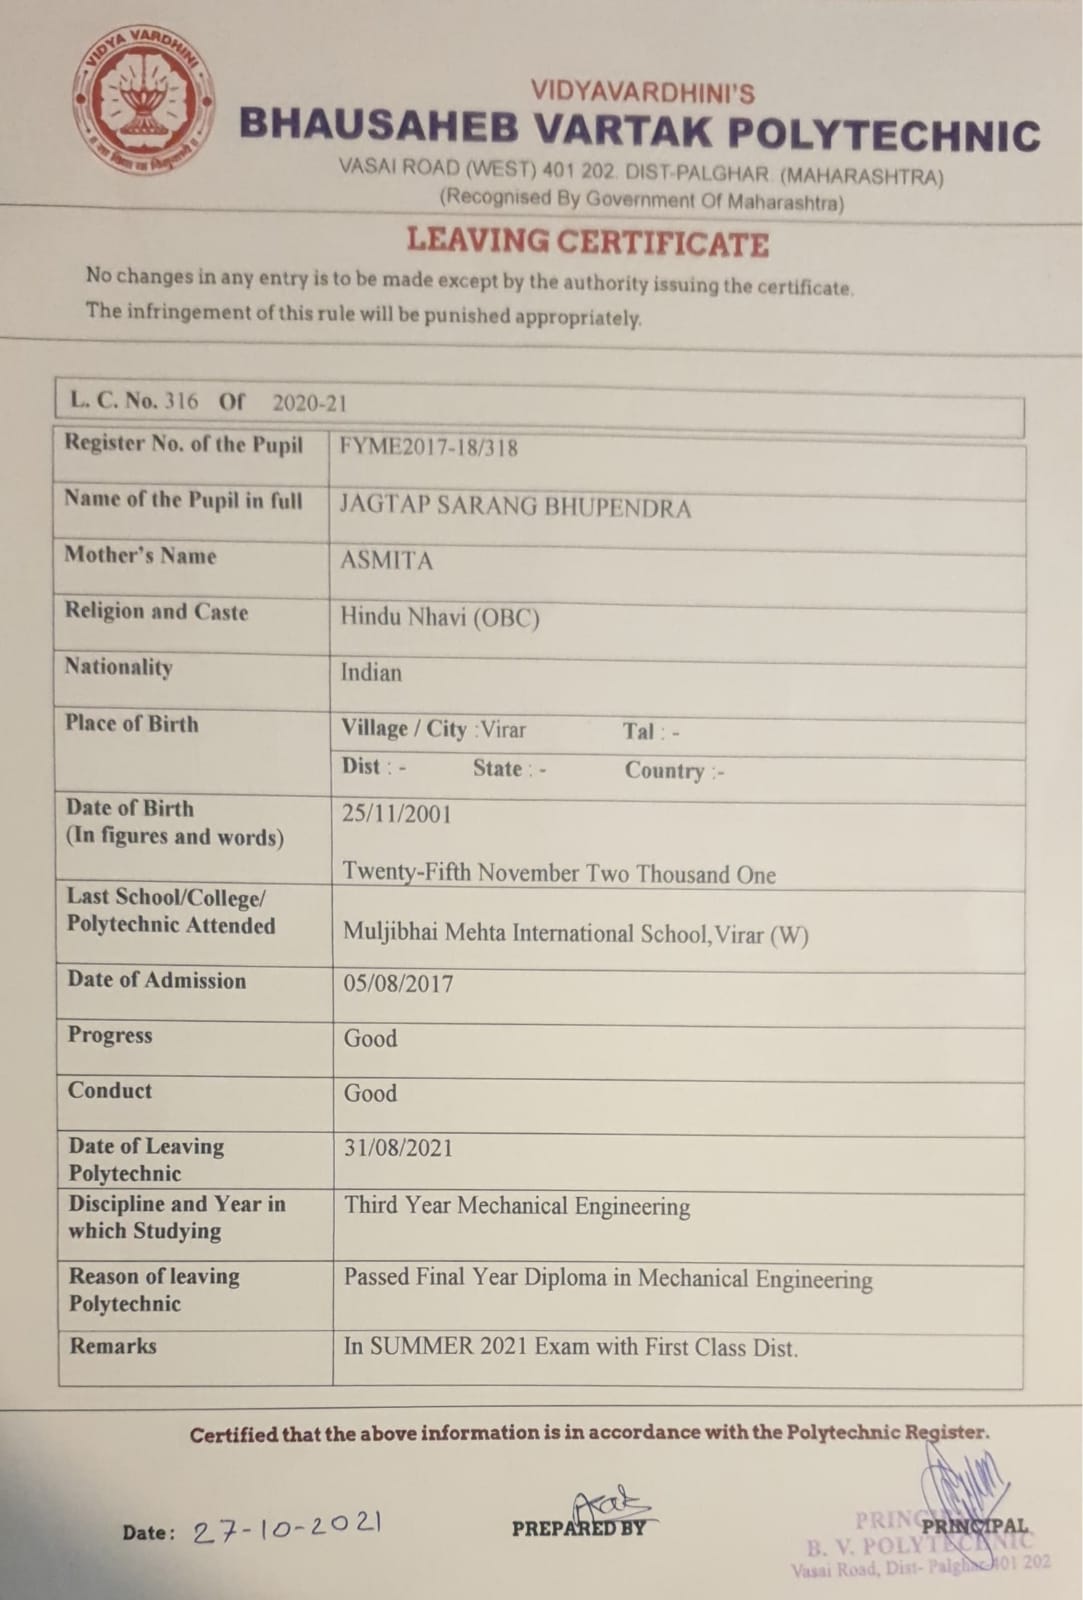 VIDYA VARDHINI
VIDYAVARDHINI'S
BHAUSAHEB VARTAK POLYTECHNIC
VASAI ROAD (WEST) 401 202. DIST-PALGHAR. (MAHARASHTRA)
(Recognised By Government Of Maharashtra)
LEAVING CERTIFICATE
No changes in any entry is to be made except by the authority issuing the certificate.
The infringement of this rule will be punished appropriately.
L. C. No. 316 Of 2020-21
Register No. of the Pupil FYME2017-18/318
Name of the Pupil in full JAGTAP SARANG BHUPENDRA
Mother's Name ASMITA
Religion and Caste Hindu Nhavi (OBC)
Nationality Indian
Place of Birth Village / City :Virar Tal : -
Dist : - State : - Country :-
Date of Birth 25/11/2001
(In figures and words)
Twenty-Fifth November Two Thousand One
Last School/College/
Polytechnic Attended Muljibhai Mehta International School,Virar (W)
Date of Admission 05/08/2017
Progress Good
Conduct Good
Date of Leaving 31/08/2021
Polytechnic
Discipline and Year in Third Year Mechanical Engineering
which Studying
Reason of leaving Passed Final Year Diploma in Mechanical Engineering
Polytechnic
Remarks In SUMMER 2021 Exam with First Class Dist.
Certified that the above information is in accordance with the Polytechnic Register.
Date: 27-10-2021 PREPARED BY PRINCIPAL
B. V. POLYTECHNIC
Vasai Road, Dist- Palghar-401 202